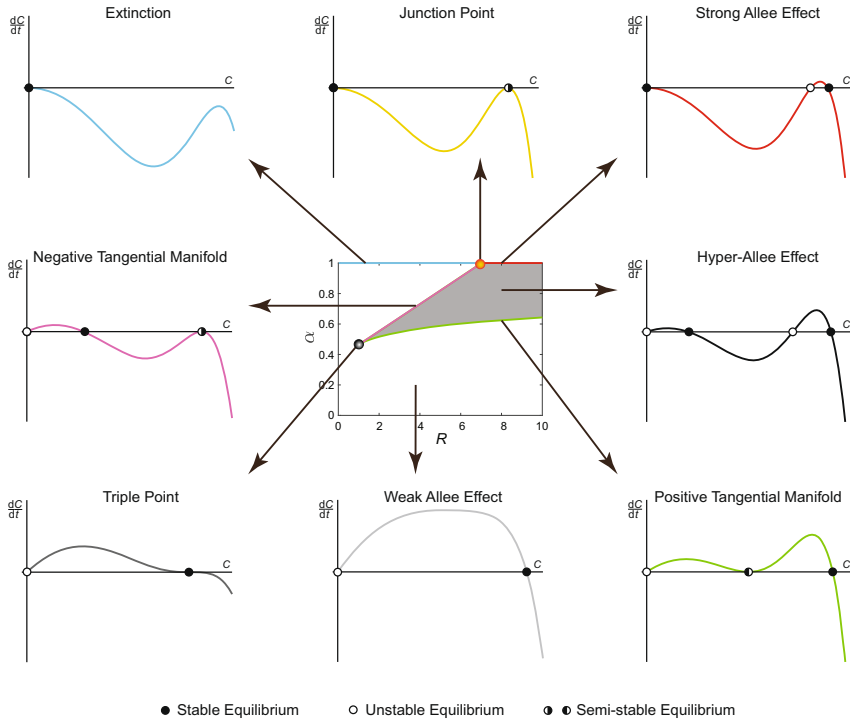 Extinction
Junction Point
Strong Allee Effect
dC
dt
C
dC
dt
C
dC
dt
C
Negative Tangential Manifold
Hyper-Allee Effect
dC
dt
C
dC
dt
C
1
0.8
0.6
0.4
0.2
0
α
0 2 4 6 8 10
R
Triple Point
Weak Allee Effect
Positive Tangential Manifold
dC
dt
C
dC
dt
C
dC
dt
C
Stable Equilibrium
Unstable Equilibrium
Semi-stable Equilibrium